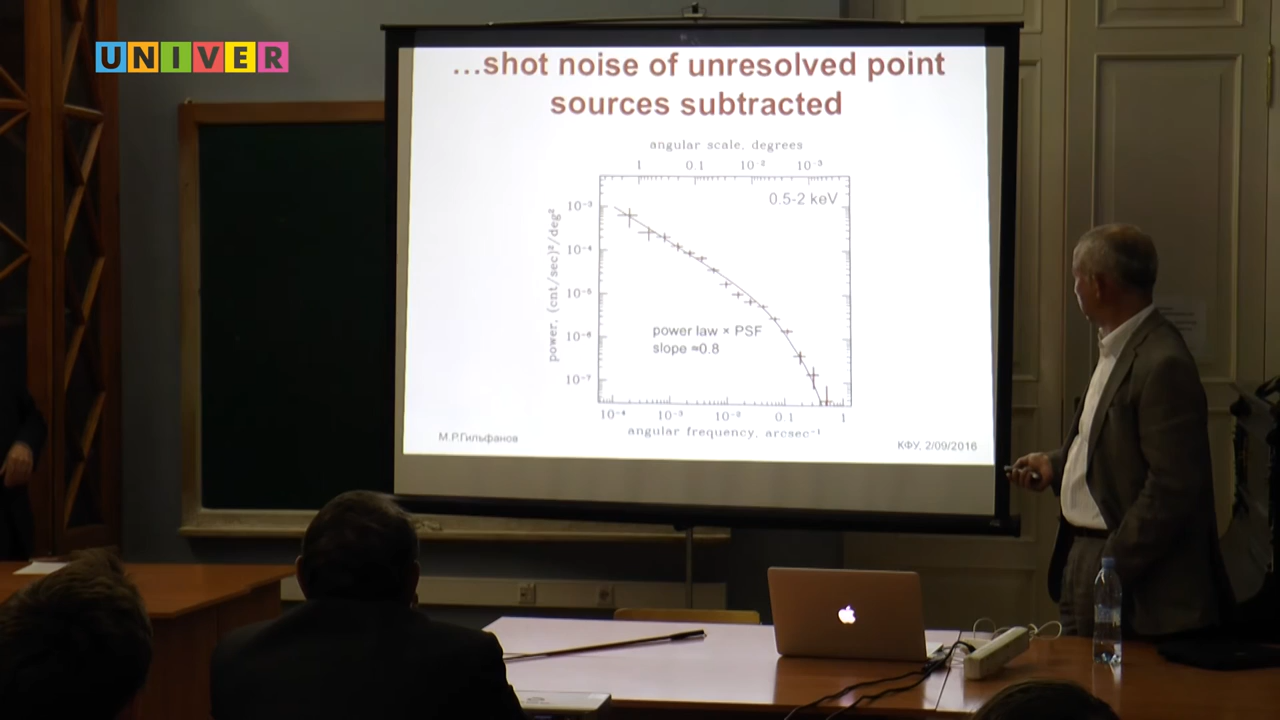 UNIVER
...shot noise of unresolved point
sources subtracted
angular scale, degrees
1 0.1 10⁻² 10⁻³
0.5-2 keV
power, (cnt/sec)²/deg²
10⁻³
10⁻⁴
10⁻⁵
10⁻⁶
10⁻⁷
power law × PSF
slope ≈0.8
10⁻⁴ 10⁻³ 10⁻² 0.1 1
angular frequency, arcsec⁻¹
М.Р.Гильфанов
КФУ, 2/09/2016